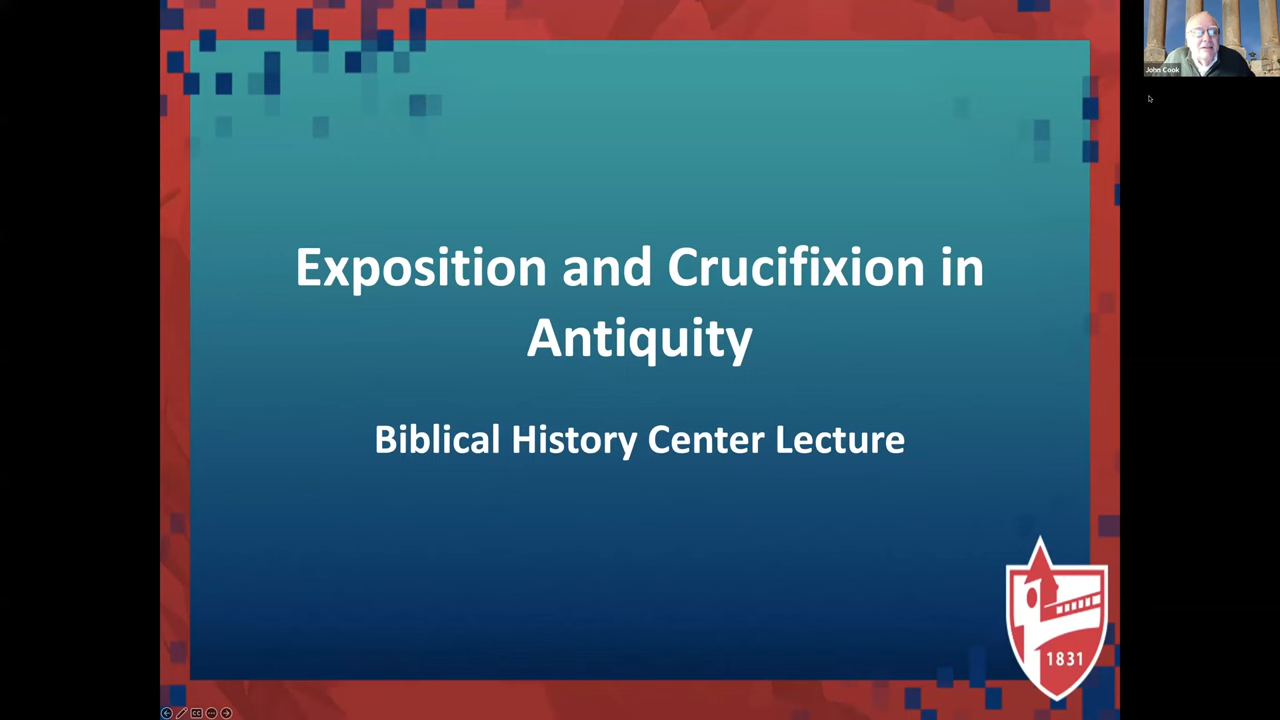 John Cook
Exposition and Crucifixion in
Antiquity
Biblical History Center Lecture
1831